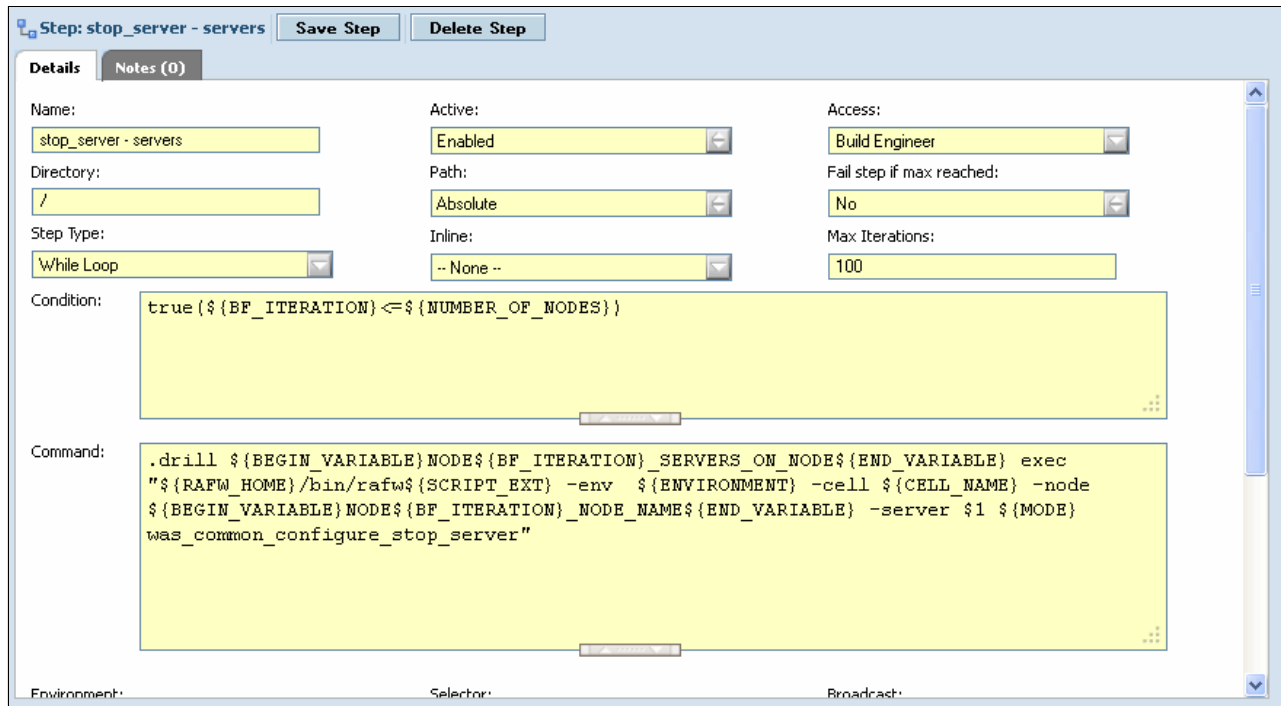 Step: stop_server - servers Save Step Delete Step
Details Notes (0)
Name: Active: Access:
stop_server - servers Enabled Build Engineer
Directory: Path: Fail step if max reached:
/ Absolute No
Step Type: Inline: Max Iterations:
While Loop -- None -- 100
Condition: true(${BF_ITERATION}<=${NUMBER_OF_NODES})
Command: .drill ${BEGIN_VARIABLE}NODE${BF_ITERATION}_SERVERS_ON_NODE${END_VARIABLE} exec
"${RAFW_HOME}/bin/rafw${SCRIPT_EXT} -env  ${ENVIRONMENT} -cell ${CELL_NAME} -node
${BEGIN_VARIABLE}NODE${BF_ITERATION}_NODE_NAME${END_VARIABLE} -server $1 ${MODE}
was_common_configure_stop_server"
Environment: Selector: Broadcast: